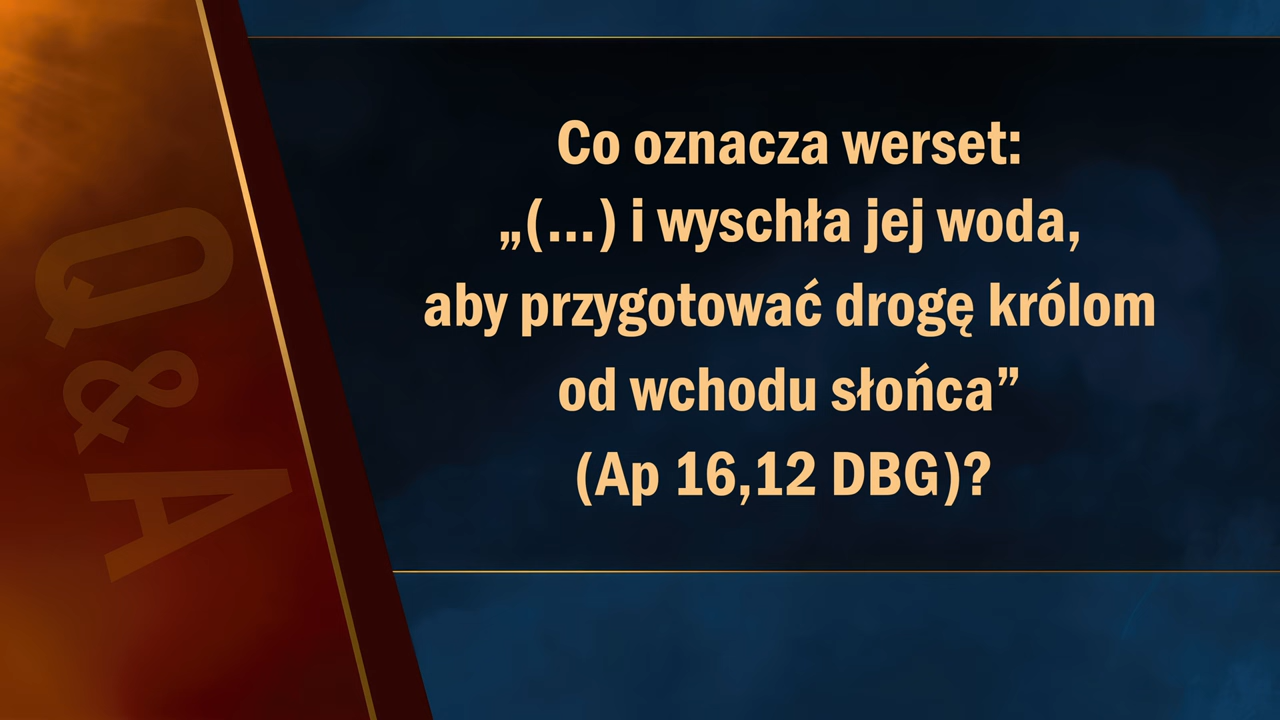 Co oznacza werset:
„(...) i wyschła jej woda,
aby przygotować drogę królom
od wchodu słońca”
(Ap 16,12 DBG)?
Q&A